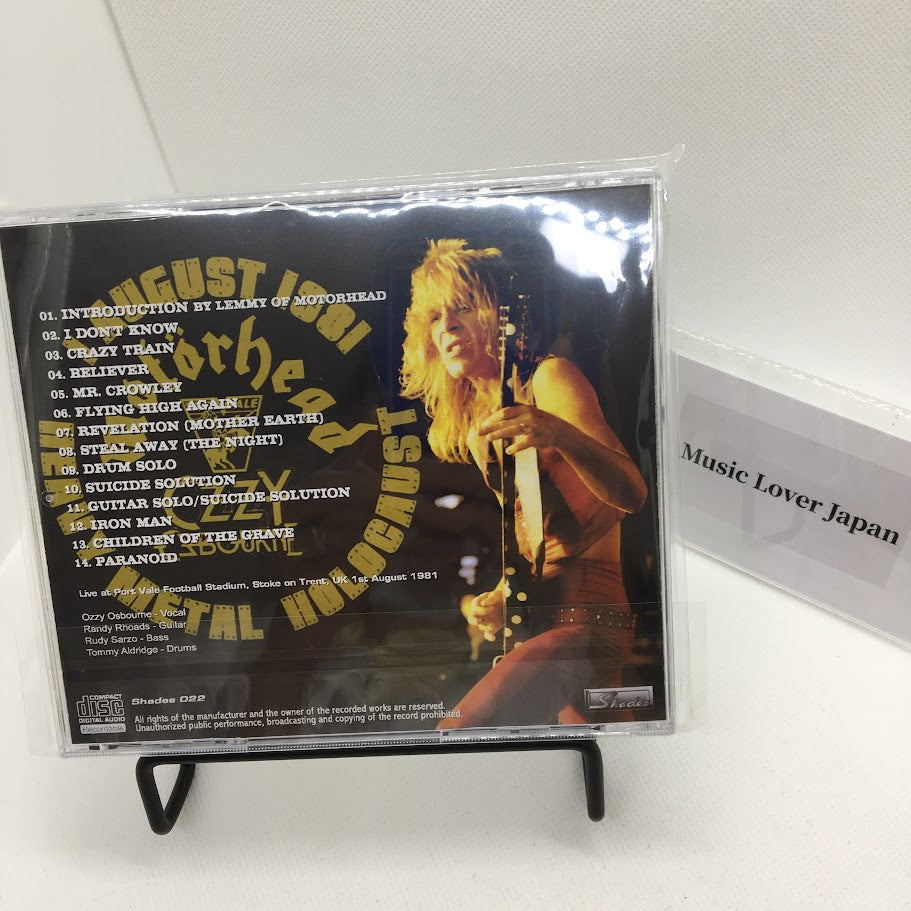 1 AUGUST 1981
01. INTRODUCTION BY LEMMY OF MOTORHEAD
02. I DON'T KNOW
03. CRAZY TRAIN
04. BELIEVER
05. MR. CROWLEY
06. FLYING HIGH AGAIN
07. REVELATION (MOTHER EARTH)
08. STEAL AWAY (THE NIGHT)
09. DRUM SOLO
10. SUICIDE SOLUTION
11. GUITAR SOLO/SUICIDE SOLUTION
12. IRON MAN
13. CHILDREN OF THE GRAVE
14. PARANOID
OZZY
METAL HOLOCAUST
Live at Port Vale Football Stadium, Stoke on Trent, UK 1st August 1981
Ozzy Osbourne - Vocal
Randy Rhoads - Guitar
Rudy Sarzo - Bass
Tommy Aldridge - Drums
COMPACT
disc
DIGITAL AUDIO
Recordable
Shades 022
All rights of the manufacturer and the owner of the recorded works are reserved.
Unauthorized public performance, broadcasting and copying of the record prohibited.
Shades
Music Lover Japan